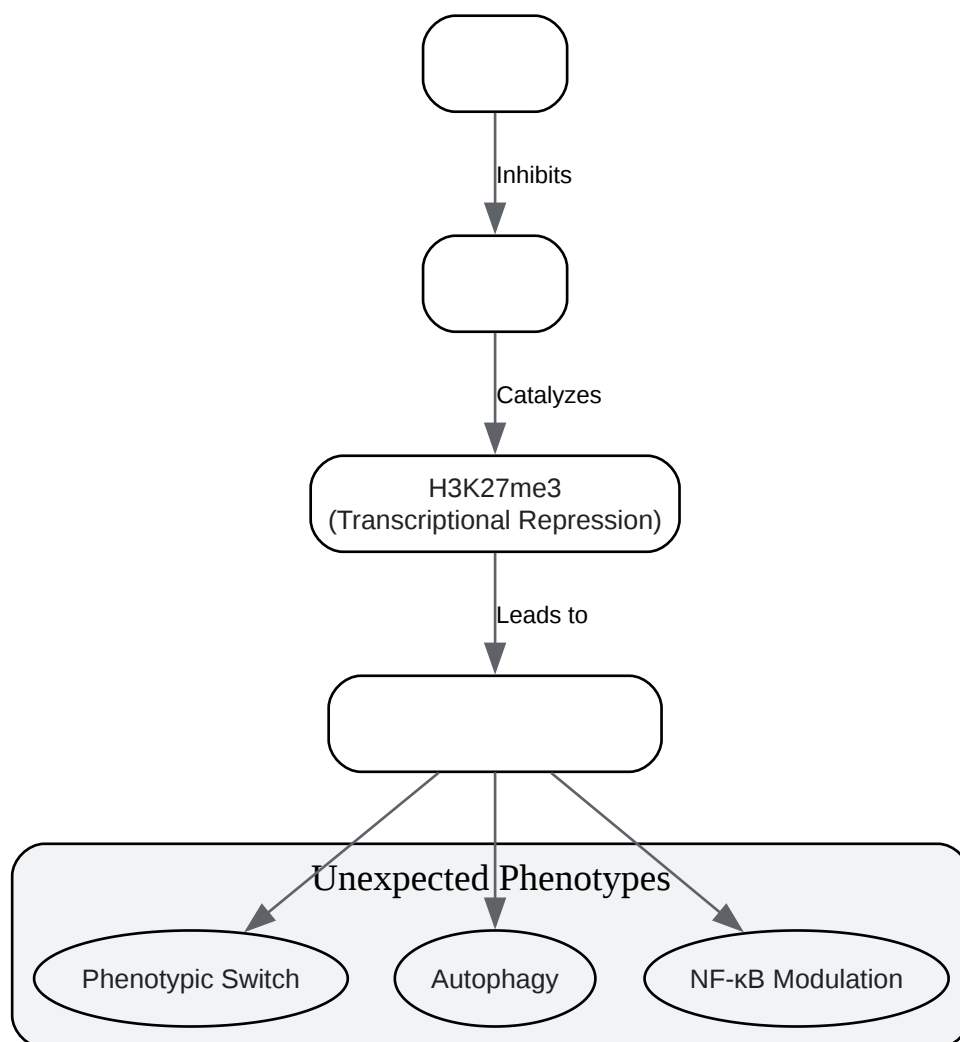 Inhibits
Catalyzes
H3K27me3
(Transcriptional Repression)
Leads to
Unexpected Phenotypes
Phenotypic Switch
Autophagy
NF-κB Modulation